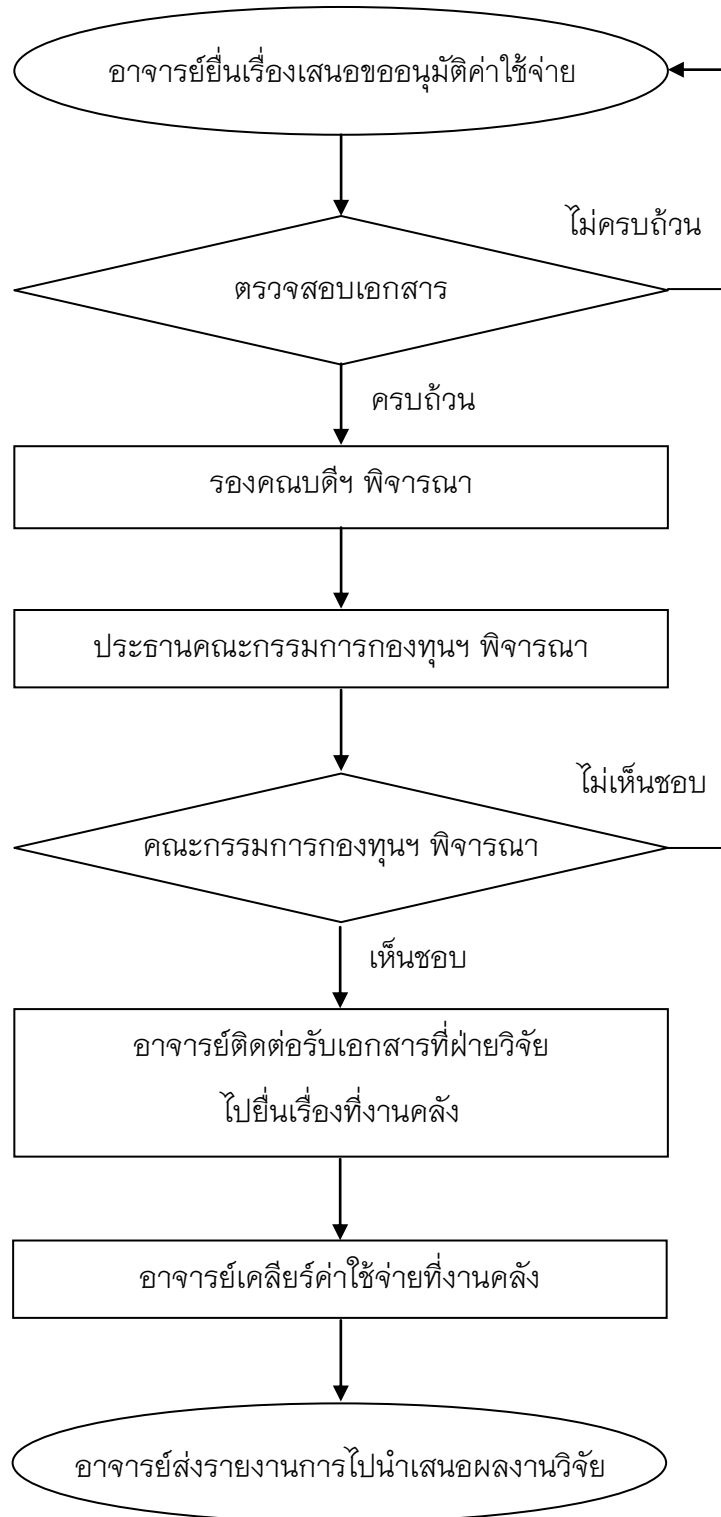 อาจารย์ยื่นเรื่องเสนอขออนุมัติค่าใช้จ่าย
ไม่ครบถ้วน
ตรวจสอบเอกสาร
ครบถ้วน
รองคณบดีฯ พิจารณา
ประธานคณะกรรมการกองทุนฯ พิจารณา
ไม่เห็นชอบ
คณะกรรมการกองทุนฯ พิจารณา
เห็นชอบ
อาจารย์ติดต่อรับเอกสารที่ฝ่ายวิจัย
ไปยื่นเรื่องที่งานคลัง
อาจารย์เคลียร์ค่าใช้จ่ายที่งานคลัง
อาจารย์ส่งรายงานการไปนำเสนอผลงานวิจัย